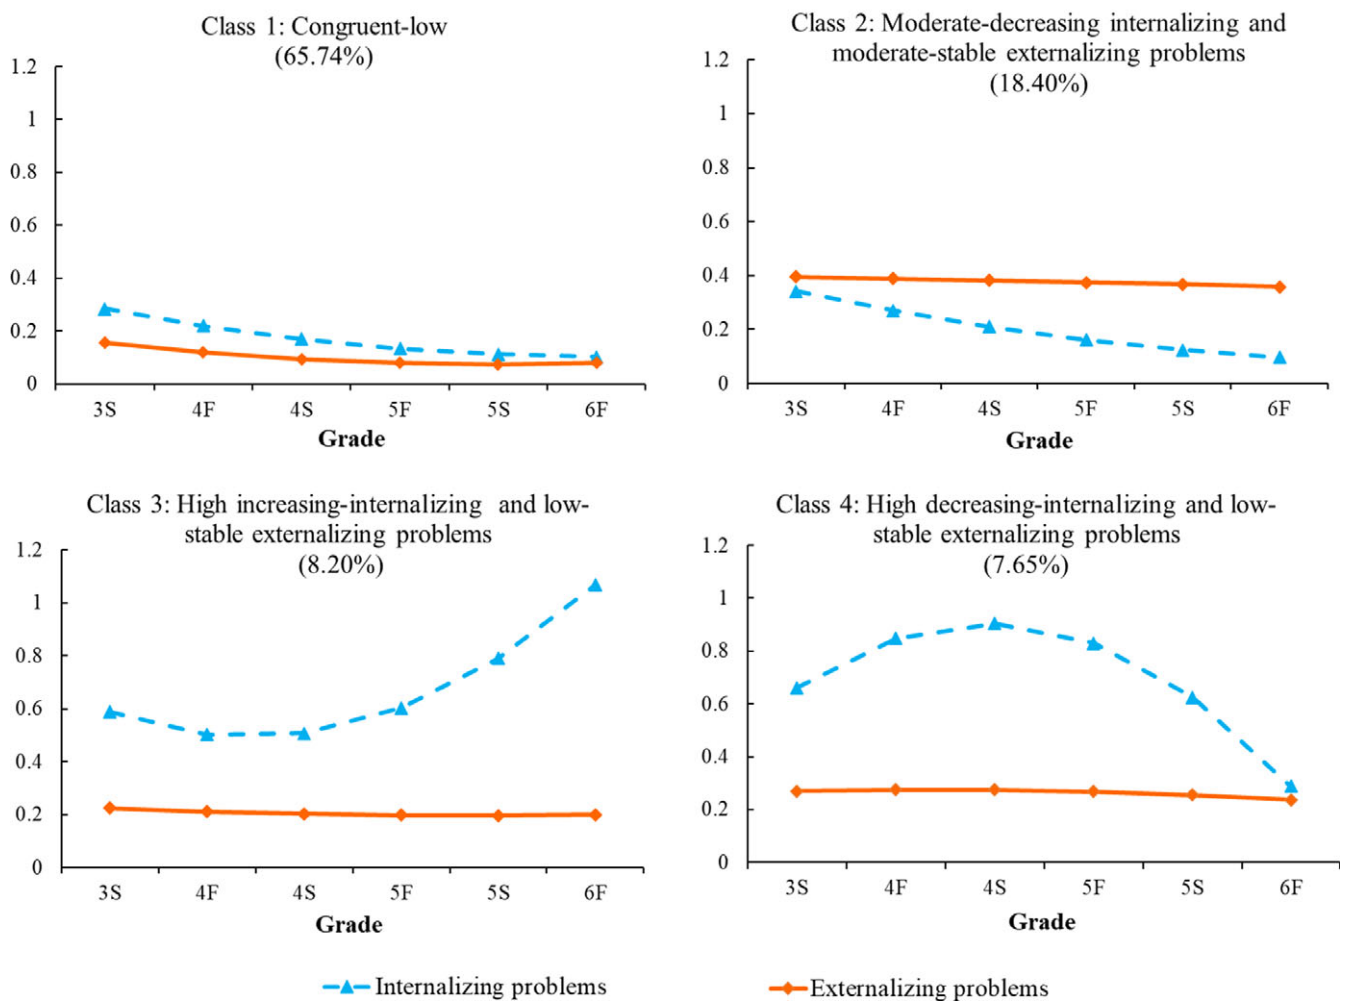 Class 1: Congruent-low
(65.74%)
1.2
1
0.8
0.6
0.4
0.2
0
3S 4F 4S 5F 5S 6F
Grade
Class 2: Moderate-decreasing internalizing and
moderate-stable externalizing problems
(18.40%)
1.2
1
0.8
0.6
0.4
0.2
0
3S 4F 4S 5F 5S 6F
Grade
Class 3: High increasing-internalizing and low-
stable externalizing problems
(8.20%)
1.2
1
0.8
0.6
0.4
0.2
0
3S 4F 4S 5F 5S 6F
Grade
Class 4: High decreasing-internalizing and low-
stable externalizing problems
(7.65%)
1.2
1
0.8
0.6
0.4
0.2
0
3S 4F 4S 5F 5S 6F
Grade
Internalizing problems
Externalizing problems